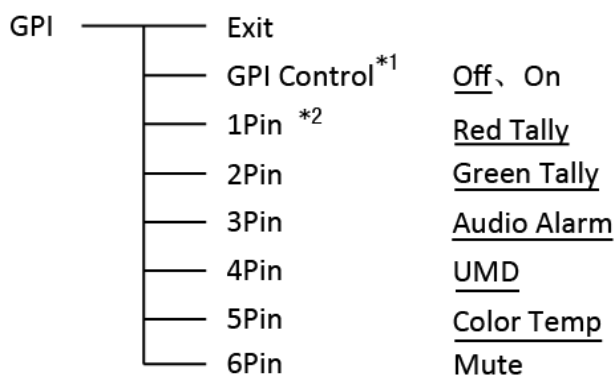 GPI Exit
GPI Control*1 Off、On
1Pin *2 Red Tally
2Pin Green Tally
3Pin Audio Alarm
4Pin UMD
5Pin Color Temp
6Pin Mute